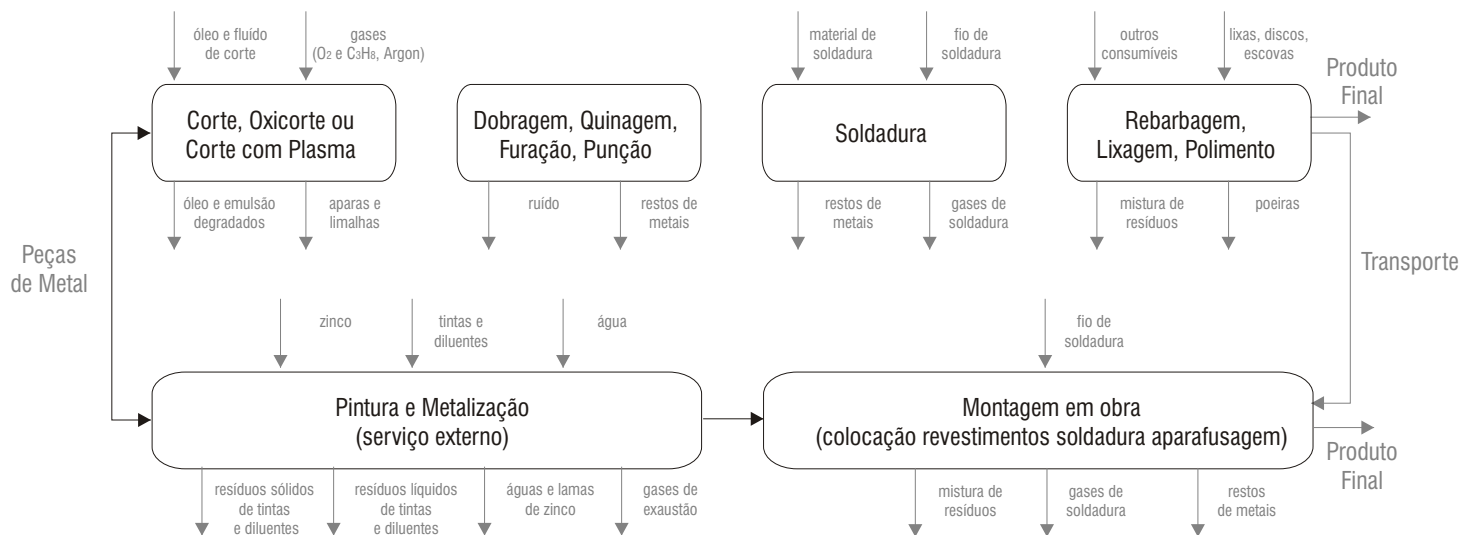 óleo e fluído
de corte
gases
(O2 e C3H8, Argon)
material de
soldadura
fio de
soldadura
outros
consumíveis
lixas, discos,
escovas
Produto
Final
Corte, Oxicorte ou
Corte com Plasma
Dobragem, Quinagem,
Furação, Punção
Soldadura
Rebarbagem,
Lixagem, Polimento
óleo e emulsão
degradados
aparas e
limalhas
ruído
restos de
metais
restos de
metais
gases de
soldadura
mistura de
resíduos
poeiras
Peças
de Metal
Transporte
zinco
tintas e
diluentes
água
fio de
soldadura
Pintura e Metalização
(serviço externo)
Montagem em obra
(colocação revestimentos soldadura aparafusagem)
Produto
Final
resíduos sólidos
de tintas
e diluentes
resíduos líquidos
de tintas
e diluentes
águas e lamas
de zinco
gases de
exaustão
mistura de
resíduos
gases de
soldadura
restos
de metais